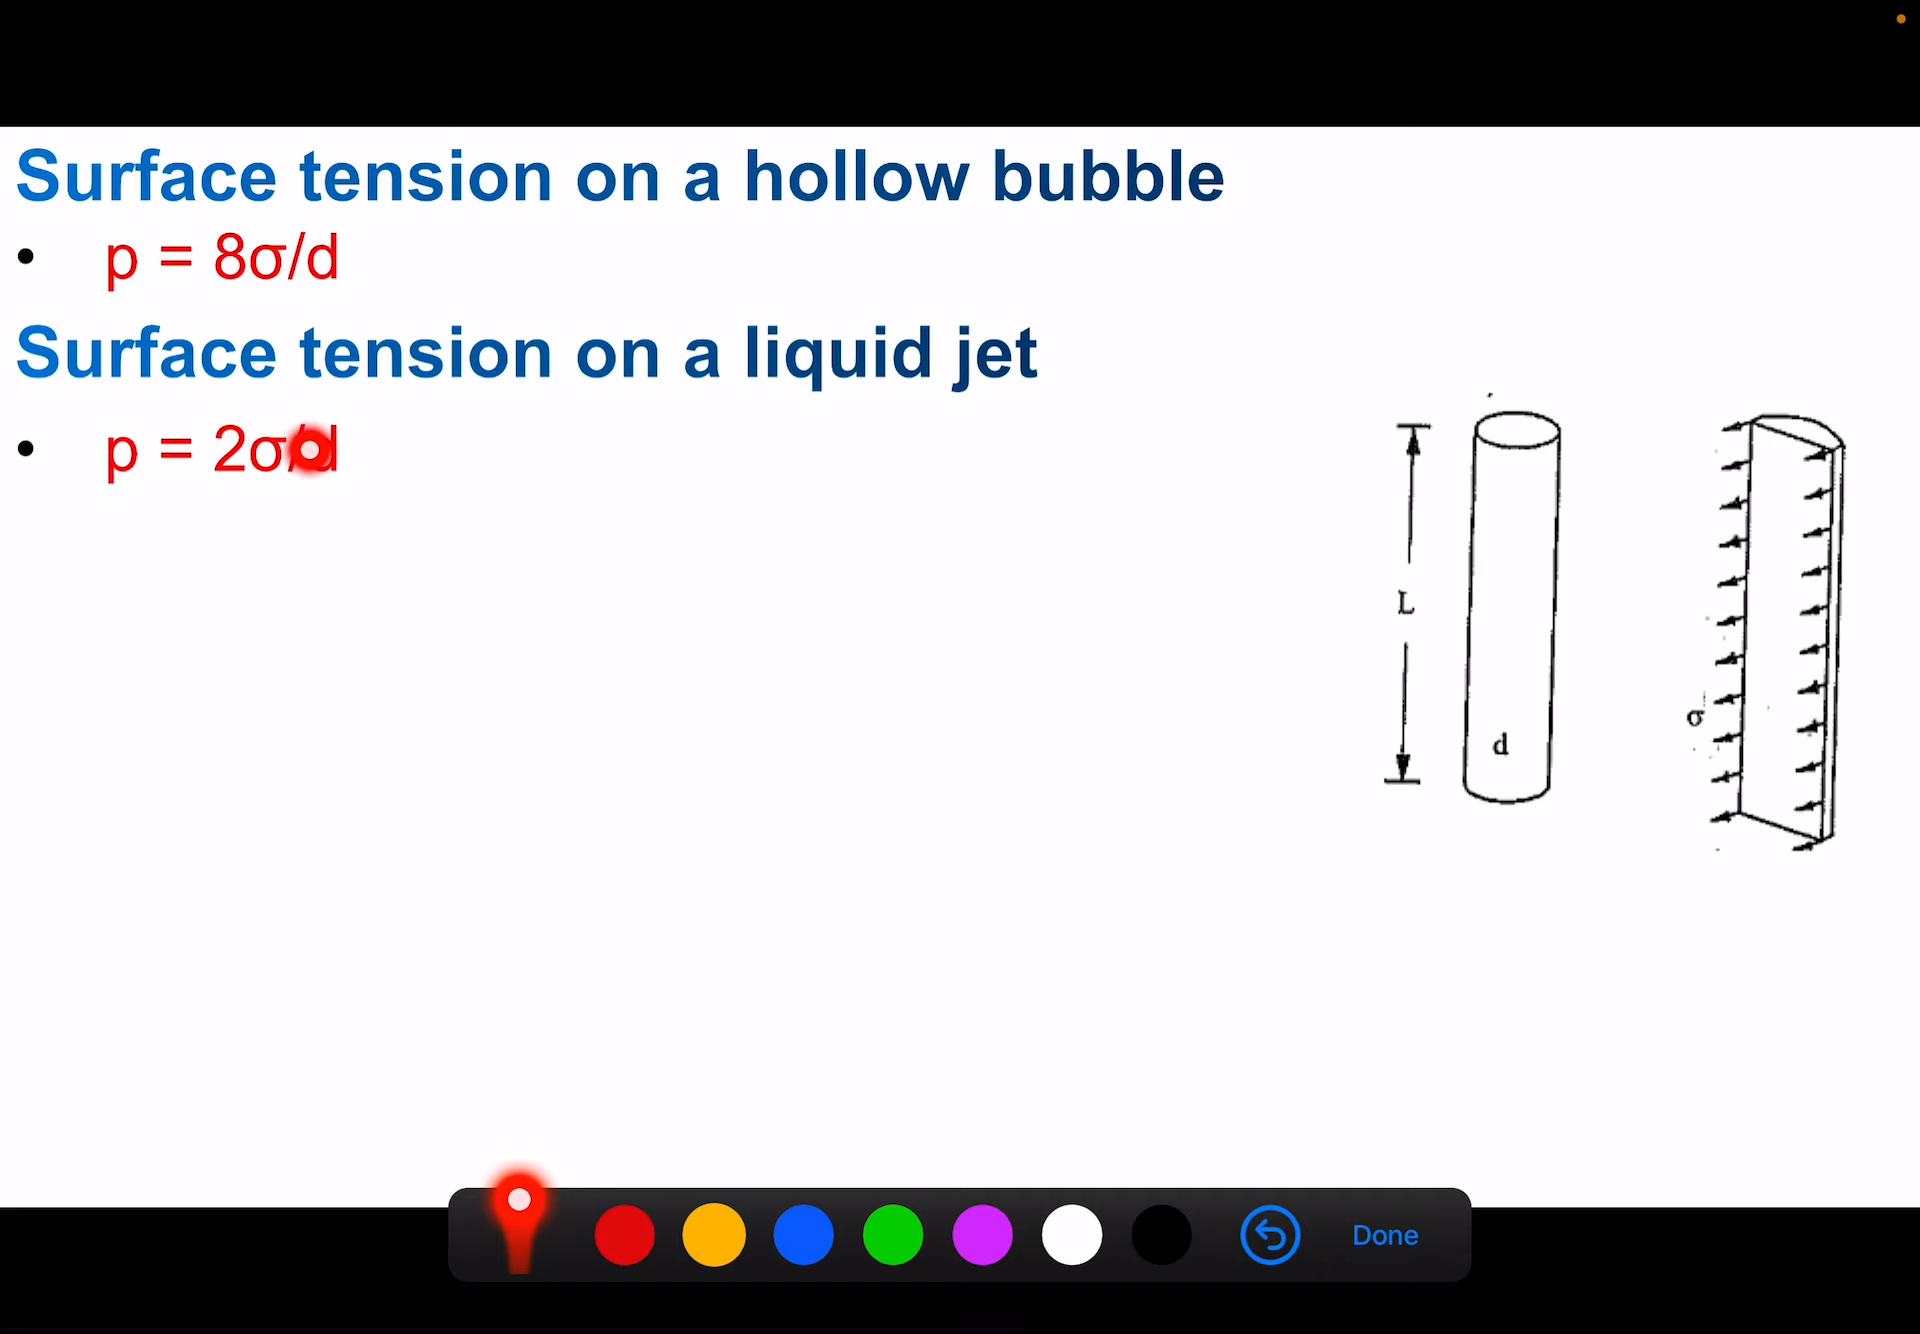 Surface tension on a hollow bubble
• p = 8σ/d
Surface tension on a liquid jet
• p = 2σ/d
L
d
σ
Done